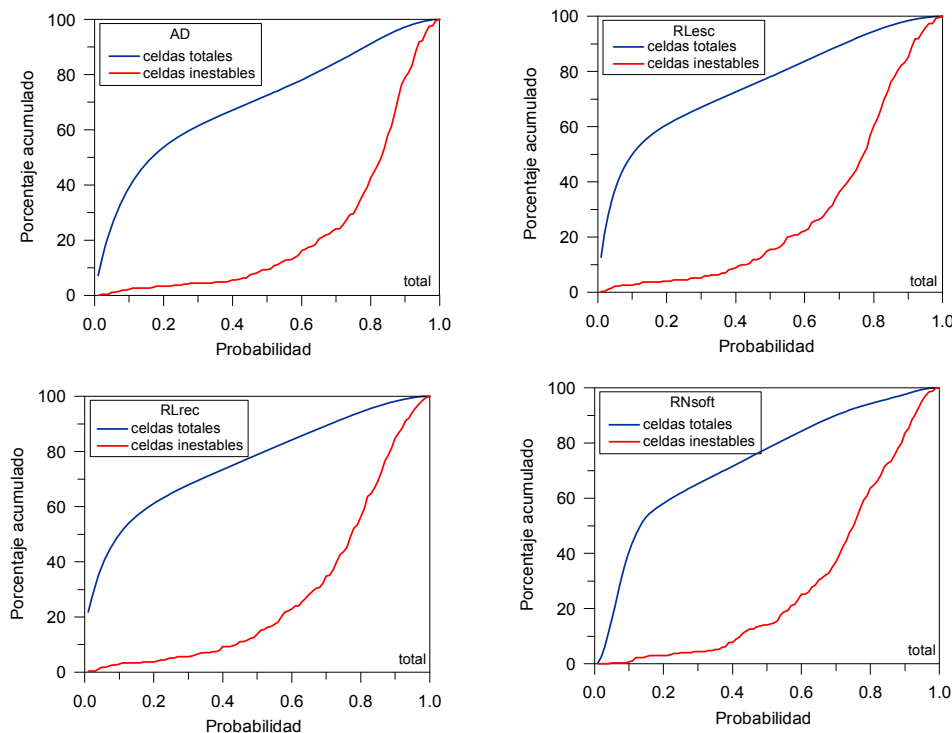 AD
celdas totales
celdas inestables
Porcentaje acumulado
100
80
60
40
20
0
total
0.0 0.2 0.4 0.6 0.8 1.0
Probabilidad
RLesc
celdas totales
celdas inestables
Porcentaje acumulado
100
80
60
40
20
0
total
0.0 0.2 0.4 0.6 0.8 1.0
Probabilidad
RLrec
celdas totales
celdas inestables
Porcentaje acumulado
100
80
60
40
20
0
total
0.0 0.2 0.4 0.6 0.8 1.0
Probabilidad
RNsoft
celdas totales
celdas inestables
Porcentaje acumulado
100
80
60
40
20
0
total
0.0 0.2 0.4 0.6 0.8 1.0
Probabilidad